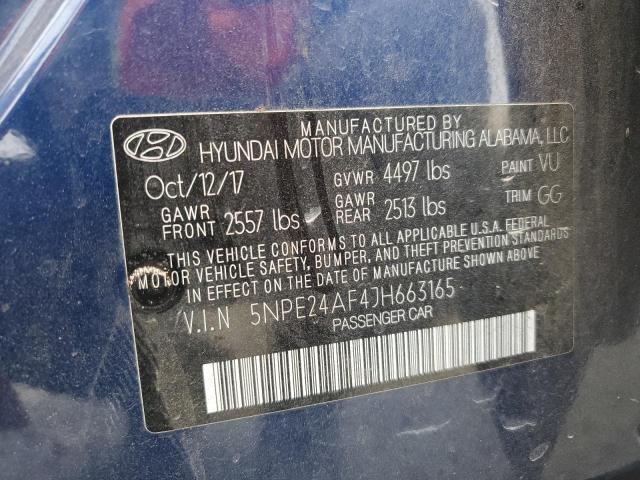 MANUFACTURED BY
HYUNDAI MOTOR MANUFACTURING ALABAMA, LLC
Oct/12/17 GVWR 4497 lbs PAINT VU
GAWR FRONT 2557 lbs GAWR REAR 2513 lbs TRIM GG
THIS VEHICLE CONFORMS TO ALL APPLICABLE U.S.A. FEDERAL
MOTOR VEHICLE SAFETY, BUMPER, AND THEFT PREVENTION STANDARDS
IN EFFECT ON THE DATE OF MANUFACTURE SHOWN ABOVE.
V.I.N 5NPE24AF4JH663165
PASSENGER CAR